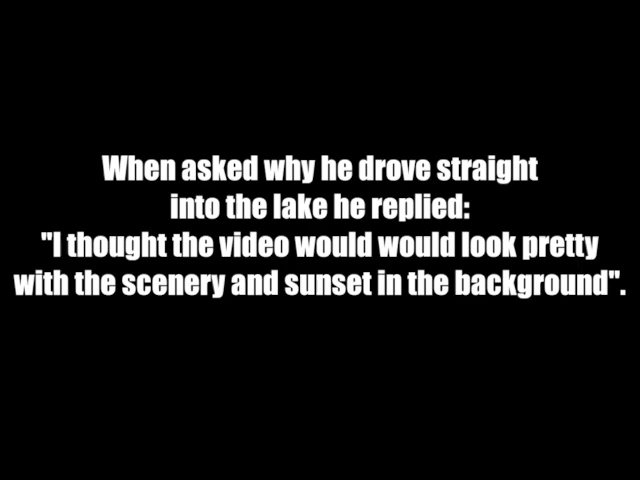 When asked why he drove straight
into the lake he replied:
"I thought the video would would look pretty
with the scenery and sunset in the background".